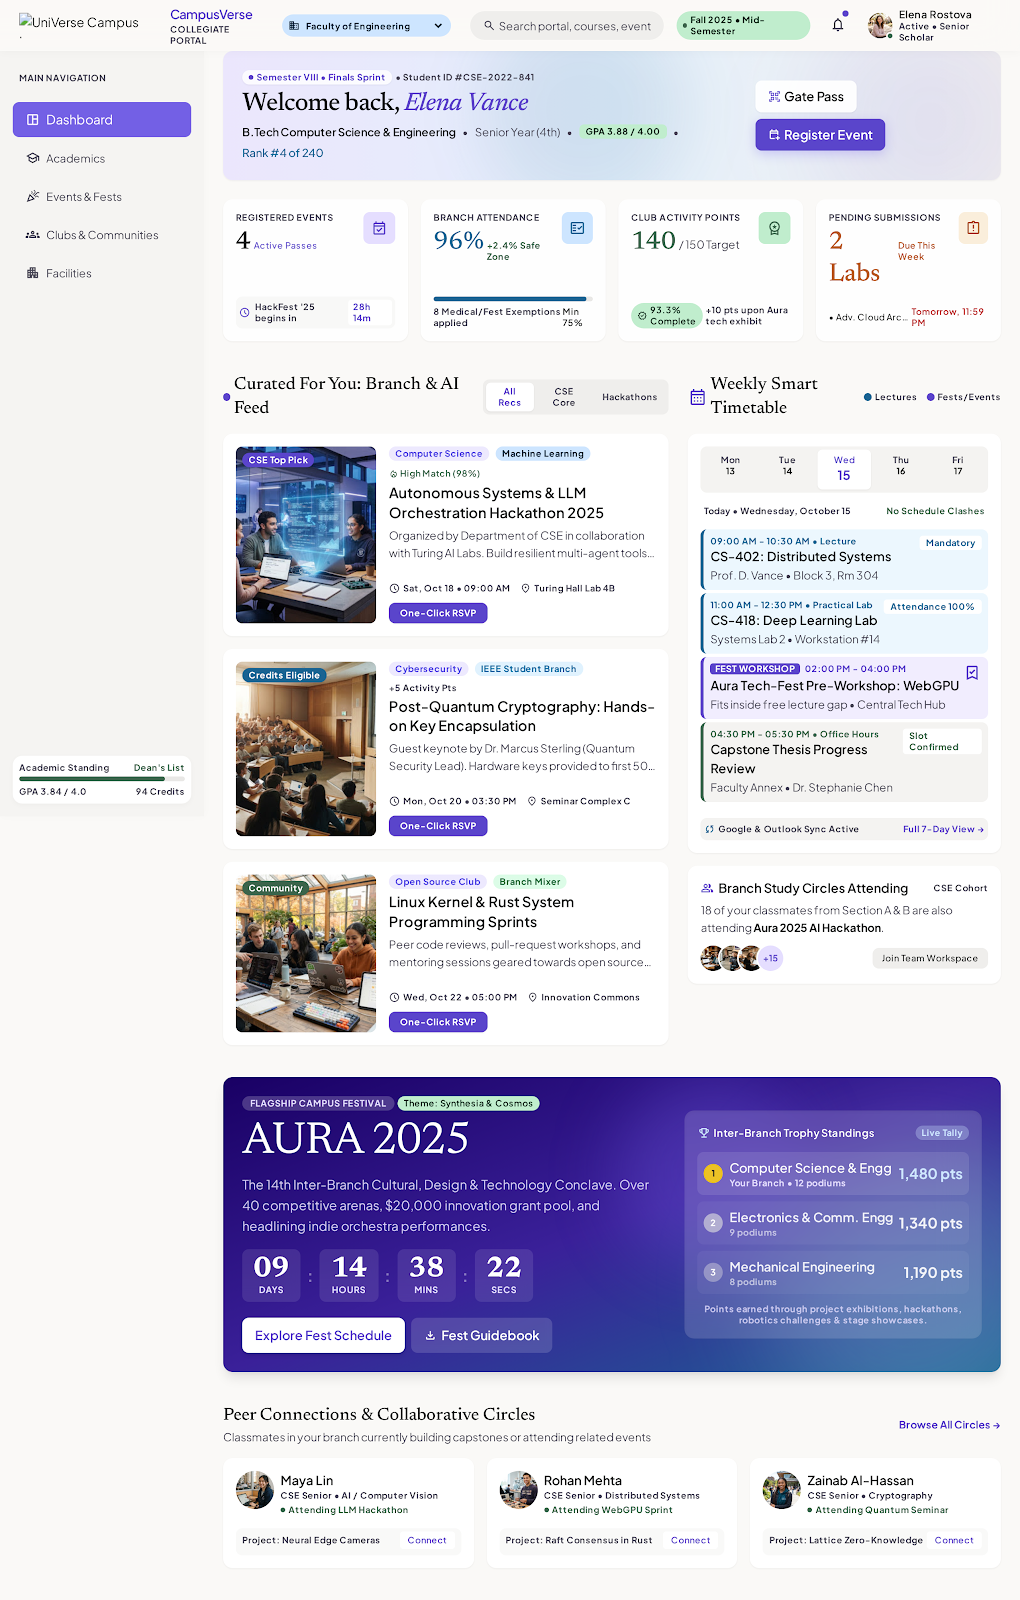 UniVerse Campus
CampusVerse
COLLEGIATE
PORTAL
Faculty of Engineering
Search portal, courses, event
Fall 2025 • Mid-
Semester
Elena Rostova
Active • Senior
Scholar
MAIN NAVIGATION
Dashboard
Academics
Events & Fests
Clubs & Communities
Facilities
Academic Standing
Dean's List
GPA 3.84 / 4.0
94 Credits
Semester VIII • Finals Sprint
• Student ID #CSE-2022-841
Welcome back, Elena Vance
B.Tech Computer Science & Engineering • Senior Year (4th) • GPA 3.88 / 4.00 •
Rank #4 of 240
Gate Pass
Register Event
REGISTERED EVENTS
4 Active Passes
HackFest '25
begins in
28h
14m
BRANCH ATTENDANCE
96% +2.4% Safe
Zone
8 Medical/Fest Exemptions
applied
Min
75%
CLUB ACTIVITY POINTS
140 / 150 Target
93.3%
Complete
+10 pts upon Aura
tech exhibit
PENDING SUBMISSIONS
2
Labs
Due This
Week
• Adv. Cloud Arc...
Tomorrow, 11:59
PM
Curated For You: Branch & AI
Feed
All
Recs
CSE
Core
Hackathons
CSE Top Pick
Computer Science
Machine Learning
High Match (98%)
Autonomous Systems & LLM
Orchestration Hackathon 2025
Organized by Department of CSE in collaboration
with Turing AI Labs. Build resilient multi-agent tools...
Sat, Oct 18 • 09:00 AM
Turing Hall Lab 4B
One-Click RSVP
Credits Eligible
Cybersecurity
IEEE Student Branch
+5 Activity Pts
Post-Quantum Cryptography: Hands-
on Key Encapsulation
Guest keynote by Dr. Marcus Sterling (Quantum
Security Lead). Hardware keys provided to first 50...
Mon, Oct 20 • 03:30 PM
Seminar Complex C
One-Click RSVP
Community
Open Source Club
Branch Mixer
Linux Kernel & Rust System
Programming Sprints
Peer code reviews, pull-request workshops, and
mentoring sessions geared towards open source...
Wed, Oct 22 • 05:00 PM
Innovation Commons
One-Click RSVP
Weekly Smart
Timetable
Lectures
Fests/Events
Mon
13
Tue
14
Wed
15
Thu
16
Fri
17
Today • Wednesday, October 15
No Schedule Clashes
09:00 AM - 10:30 AM • Lecture
Mandatory
CS-402: Distributed Systems
Prof. D. Vance • Block 3, Rm 304
11:00 AM - 12:30 PM • Practical Lab
Attendance 100%
CS-418: Deep Learning Lab
Systems Lab 2 • Workstation #14
FEST WORKSHOP 02:00 PM - 04:00 PM
Aura Tech-Fest Pre-Workshop: WebGPU
Fits inside free lecture gap • Central Tech Hub
04:30 PM - 05:30 PM • Office Hours
Slot
Confirmed
Capstone Thesis Progress
Review
Faculty Annex • Dr. Stephanie Chen
Google & Outlook Sync Active
Full 7-Day View →
Branch Study Circles Attending
CSE Cohort
18 of your classmates from Section A & B are also
attending Aura 2025 AI Hackathon.
+15
Join Team Workspace
FLAGSHIP CAMPUS FESTIVAL
Theme: Synthesia & Cosmos
AURA 2025
The 14th Inter-Branch Cultural, Design & Technology Conclave. Over
40 competitive arenas, $20,000 innovation grant pool, and
headlining indie orchestra performances.
09 : 14 : 38 : 22
DAYS HOURS MINS SECS
Explore Fest Schedule
Fest Guidebook
Inter-Branch Trophy Standings
Live Tally
1
Computer Science & Engg
Your Branch • 12 podiums
1,480 pts
2
Electronics & Comm. Engg
9 podiums
1,340 pts
3
Mechanical Engineering
8 podiums
1,190 pts
Points earned through project exhibitions, hackathons,
robotics challenges & stage showcases.
Peer Connections & Collaborative Circles
Classmates in your branch currently building capstones or attending related events
Browse All Circles →
Maya Lin
CSE Senior • AI / Computer Vision
• Attending LLM Hackathon
Project: Neural Edge Cameras
Connect
Rohan Mehta
CSE Senior • Distributed Systems
• Attending WebGPU Sprint
Project: Raft Consensus in Rust
Connect
Zainab Al-Hassan
CSE Senior • Cryptography
• Attending Quantum Seminar
Project: Lattice Zero-Knowledge
Connect